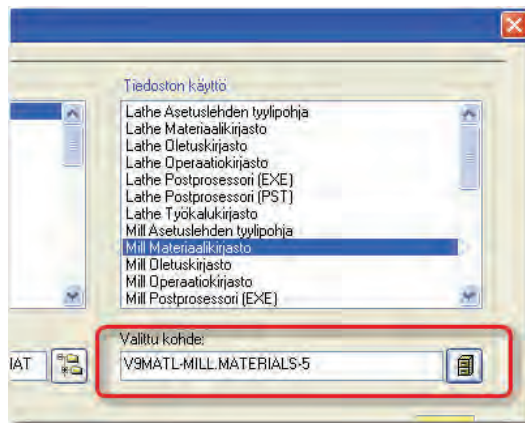 Tiedoston käyttö
Lathe Asetuslehden tyylipohja
Lathe Materiaalikirjasto
Lathe Oletuskirjasto
Lathe Operaatiokirjasto
Lathe Postprosessori (EXE)
Lathe Postprosessori (PST)
Lathe Työkalukirjasto
Mill Asetuslehden tyylipohja
Mill Materiaalikirjasto
Mill Oletuskirjasto
Mill Operaatiokirjasto
Mill Postprosessori (EXE)
Valittu kohde:
IAT
V9MATL-MILL.MATERIALS-5